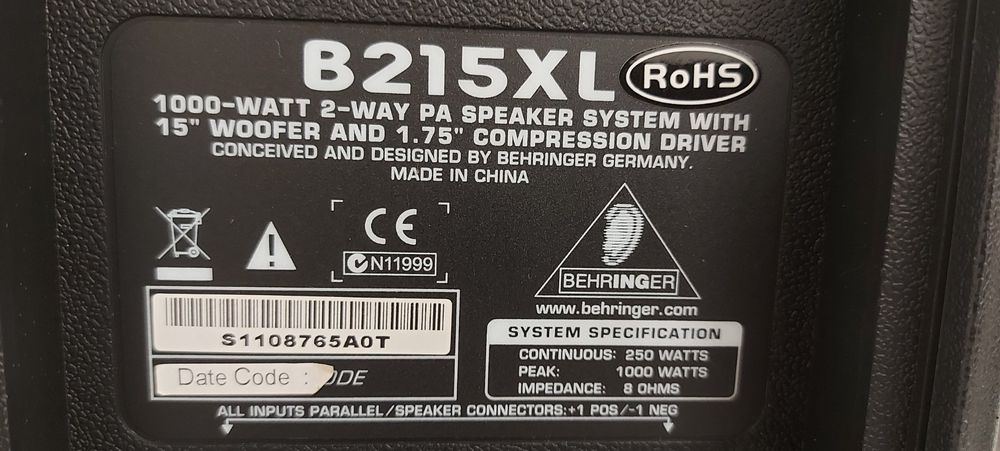 B215XL
RoHS
1000-WATT 2-WAY PA SPEAKER SYSTEM WITH
15" WOOFER AND 1.75" COMPRESSION DRIVER
CONCEIVED AND DESIGNED BY BEHRINGER GERMANY.
MADE IN CHINA
CE
N11999
BEHRINGER
www.behringer.com
S1108765A0T
Date Code :
SYSTEM SPECIFICATION
CONTINUOUS: 250 WATTS
PEAK: 1000 WATTS
IMPEDANCE: 8 OHMS
ALL INPUTS PARALLEL/SPEAKER CONNECTORS:+1 POS/-1 NEG